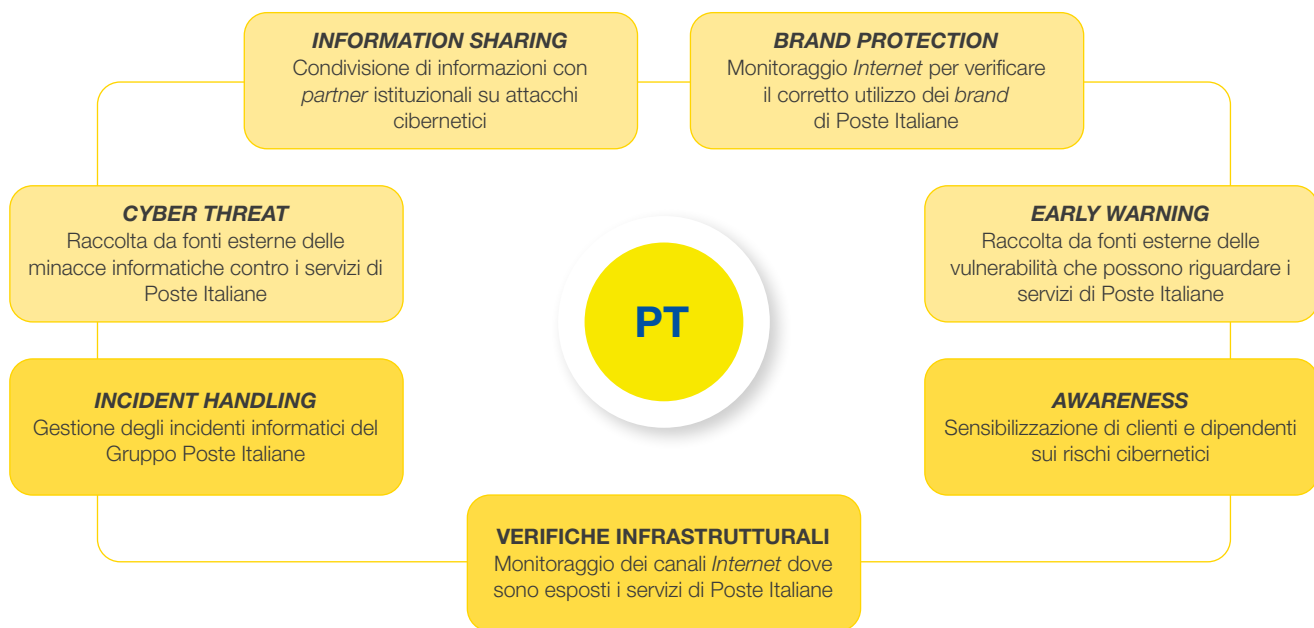 INFORMATION SHARING
Condivisione di informazioni con
partner istituzionali su attacchi
cibernetici
BRAND PROTECTION
Monitoraggio Internet per verificare
il corretto utilizzo dei brand
di Poste Italiane
CYBER THREAT
Raccolta da fonti esterne delle
minacce informatiche contro i servizi di
Poste Italiane
EARLY WARNING
Raccolta da fonti esterne delle
vulnerabilità che possono riguardare i
servizi di Poste Italiane
PT
INCIDENT HANDLING
Gestione degli incidenti informatici del
Gruppo Poste Italiane
AWARENESS
Sensibilizzazione di clienti e dipendenti
sui rischi cibernetici
VERIFICHE INFRASTRUTTURALI
Monitoraggio dei canali Internet dove
sono esposti i servizi di Poste Italiane